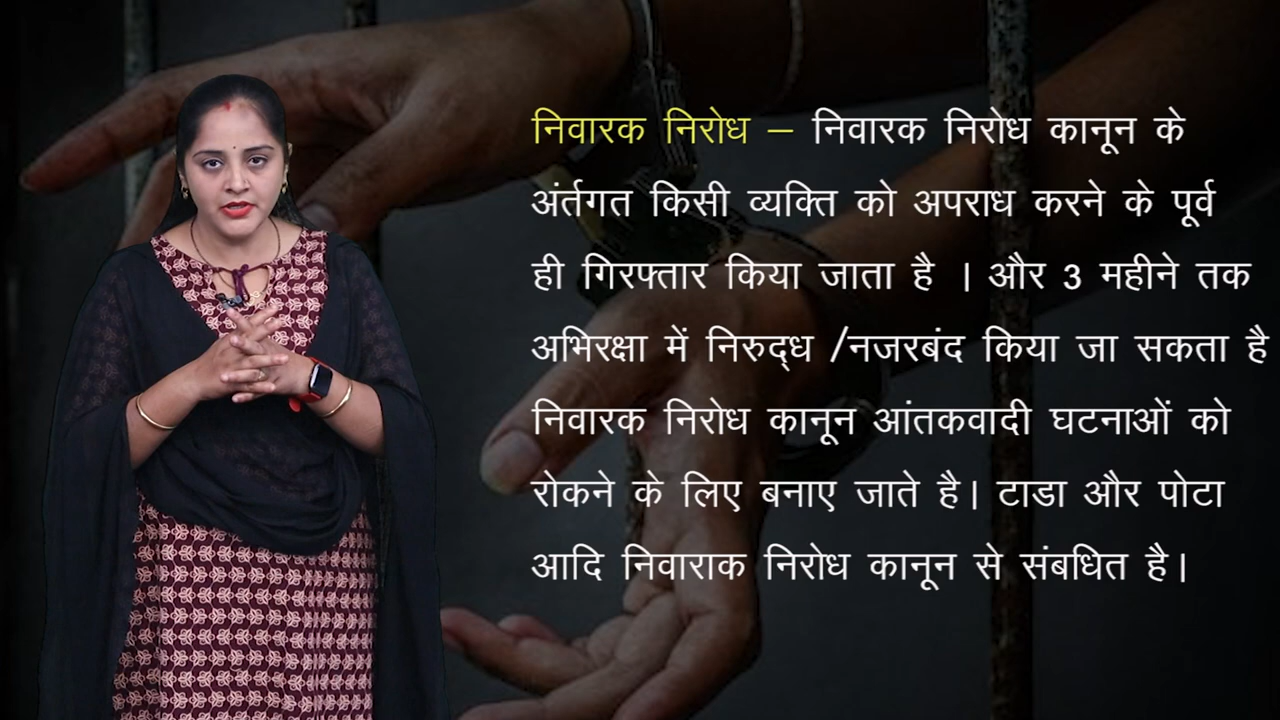 निवारक निरोध – निवारक निरोध कानून के
अंर्तगत किसी व्यक्ति को अपराध करने के पूर्व
ही गिरफ्तार किया जाता है । और 3 महीने तक
अभिरक्षा में निरुद्ध /नजरबंद किया जा सकता है
निवारक निरोध कानून आंतकवादी घटनाओं को
रोकने के लिए बनाए जाते है। टाडा और पोटा
आदि निवाराक निरोध कानून से संबधित है।